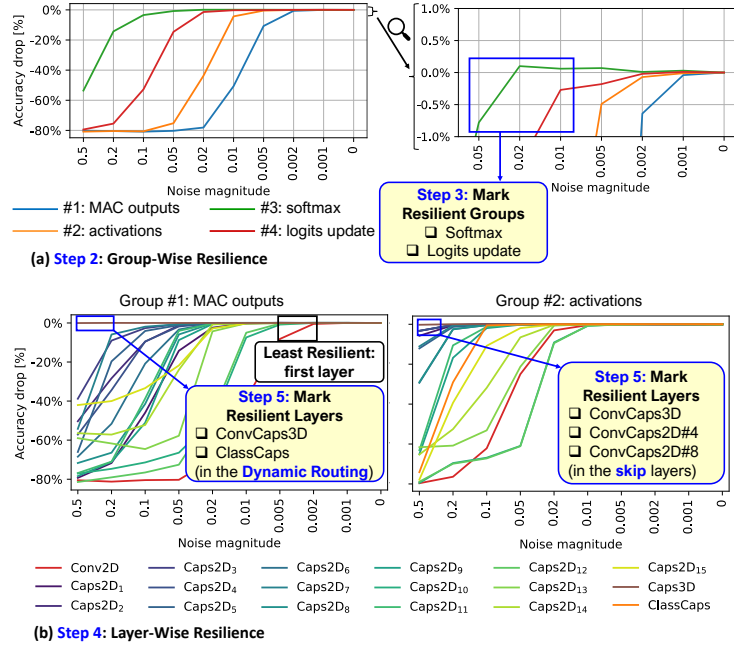 Accuracy drop [%]
0%
-20%
-40%
-60%
-80%
0.5
0.2
0.1
0.05
0.02
0.01
0.005
0.002
0.001
0
Noise magnitude
1.0%
0.5%
0.0%
-0.5%
-1.0%
0.05
0.02
0.01
0.005
0.002
0.001
0
Noise magnitude
#1: MAC outputs
#2: activations
#3: softmax
#4: logits update
Step 3: Mark
Resilient Groups
❑ Softmax
❑ Logits update
(a) Step 2: Group-Wise Resilience
Group #1: MAC outputs
Accuracy drop [%]
0%
-20%
-40%
-60%
-80%
Least Resilient:
first layer
Step 5: Mark
Resilient Layers
❑ ConvCaps3D
❑ ClassCaps
(in the Dynamic Routing)
0.5
0.2
0.1
0.05
0.02
0.01
0.005
0.002
0.001
0
Noise magnitude
Group #2: activations
Step 5: Mark
Resilient Layers
❑ ConvCaps3D
❑ ConvCaps2D#4
❑ ConvCaps2D#8
(in the skip layers)
0.5
0.2
0.1
0.05
0.02
0.01
0.005
0.002
0.001
0
Noise magnitude
Conv2D
Caps2D₁
Caps2D₂
Caps2D₃
Caps2D₄
Caps2D₅
Caps2D₆
Caps2D₇
Caps2D₈
Caps2D₉
Caps2D₁₀
Caps2D₁₁
Caps2D₁₂
Caps2D₁₃
Caps2D₁₄
Caps2D₁₅
Caps3D
ClassCaps
(b) Step 4: Layer-Wise Resilience